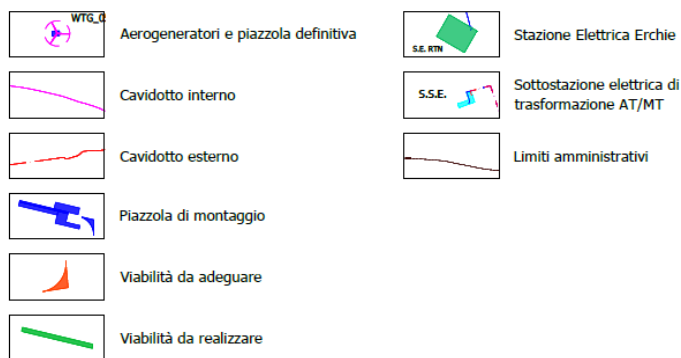 WTG_0
Aerogeneratori e piazzola definitiva
Cavidotto interno
Cavidotto esterno
Piazzola di montaggio
Viabilità da adeguare
Viabilità da realizzare
S.E. RTN
Stazione Elettrica Erchie
S.S.E.
Sottostazione elettrica di
trasformazione AT/MT
Limiti amministrativi